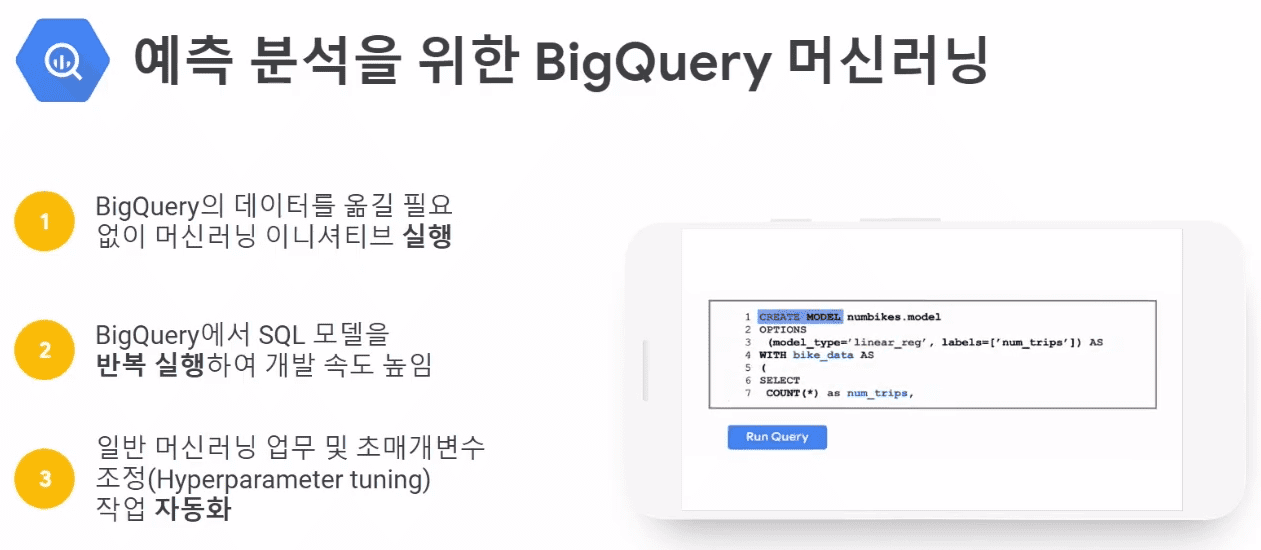 예측 분석을 위한 BigQuery 머신러닝
1
BigQuery의 데이터를 옮길 필요
없이 머신러닝 이니셔티브 실행
2
BigQuery에서 SQL 모델을
반복 실행하여 개발 속도 높임
3
일반 머신러닝 업무 및 초매개변수
조정(Hyperparameter tuning)
작업 자동화
1 CREATE MODEL numbikes.model
2 OPTIONS
3 (model_type='linear_reg', labels=['num_trips']) AS
4 WITH bike_data AS
5 (
6 SELECT
7 COUNT(*) as num_trips,
Run Query